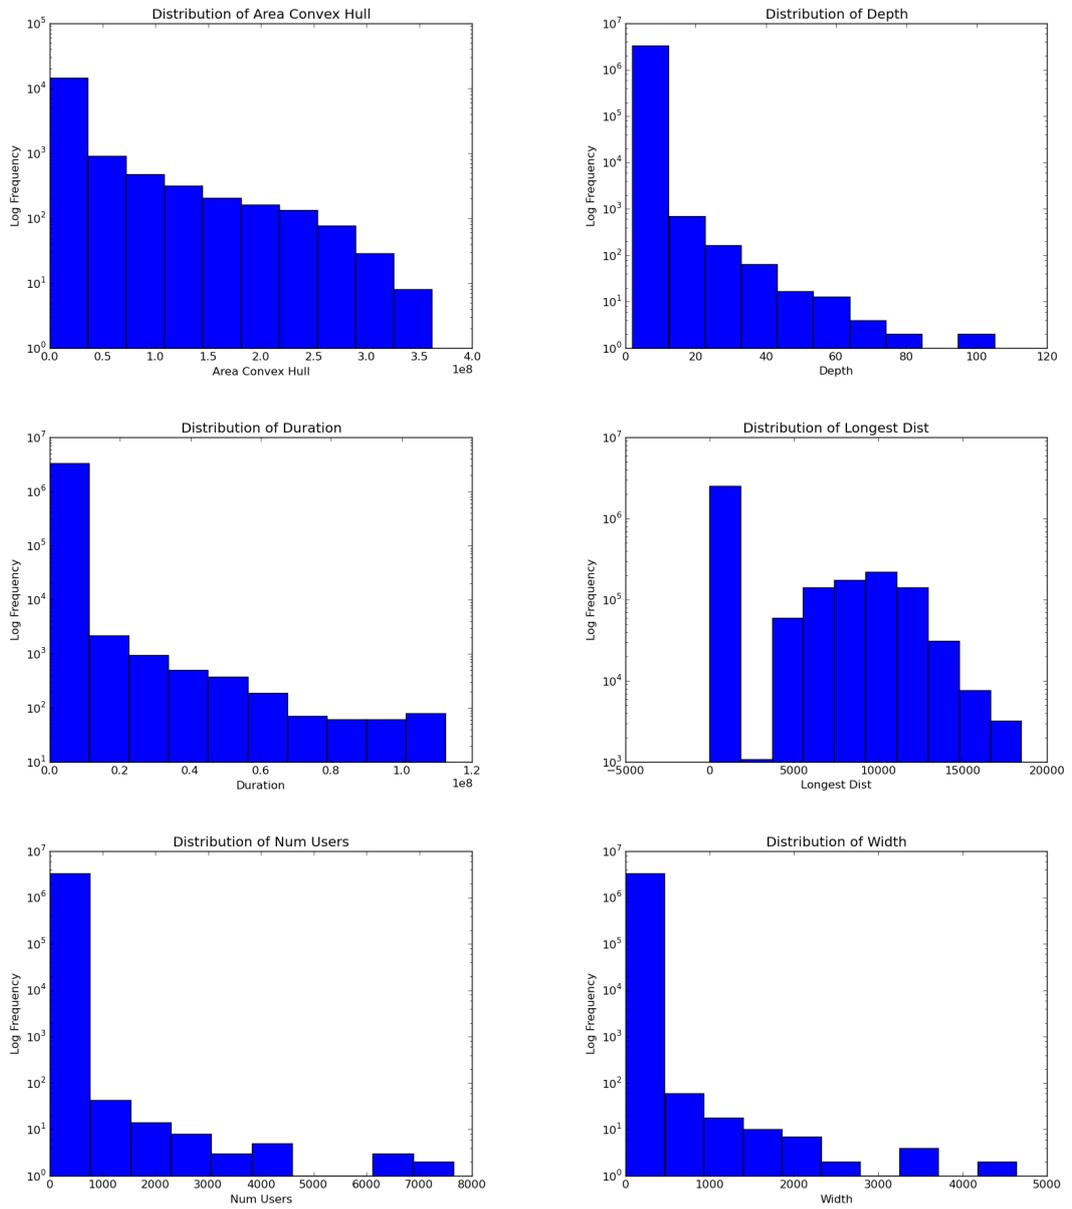 Distribution of Area Convex Hull
10^5
10^4
10^3
10^2
10^1
10^0
Log Frequency
0.0 0.5 1.0 1.5 2.0 2.5 3.0 3.5 4.0
1e8
Area Convex Hull
Distribution of Depth
10^7
10^6
10^5
10^4
10^3
10^2
10^1
10^0
Log Frequency
0 20 40 60 80 100 120
Depth
Distribution of Duration
10^7
10^6
10^5
10^4
10^3
10^2
10^1
Log Frequency
0.0 0.2 0.4 0.6 0.8 1.0 1.2
1e8
Duration
Distribution of Longest Dist
10^7
10^6
10^5
10^4
10^3
Log Frequency
−5000 0 5000 10000 15000 20000
Longest Dist
Distribution of Num Users
10^7
10^6
10^5
10^4
10^3
10^2
10^1
10^0
Log Frequency
0 1000 2000 3000 4000 5000 6000 7000 8000
Num Users
Distribution of Width
10^7
10^6
10^5
10^4
10^3
10^2
10^1
10^0
Log Frequency
0 1000 2000 3000 4000 5000
Width